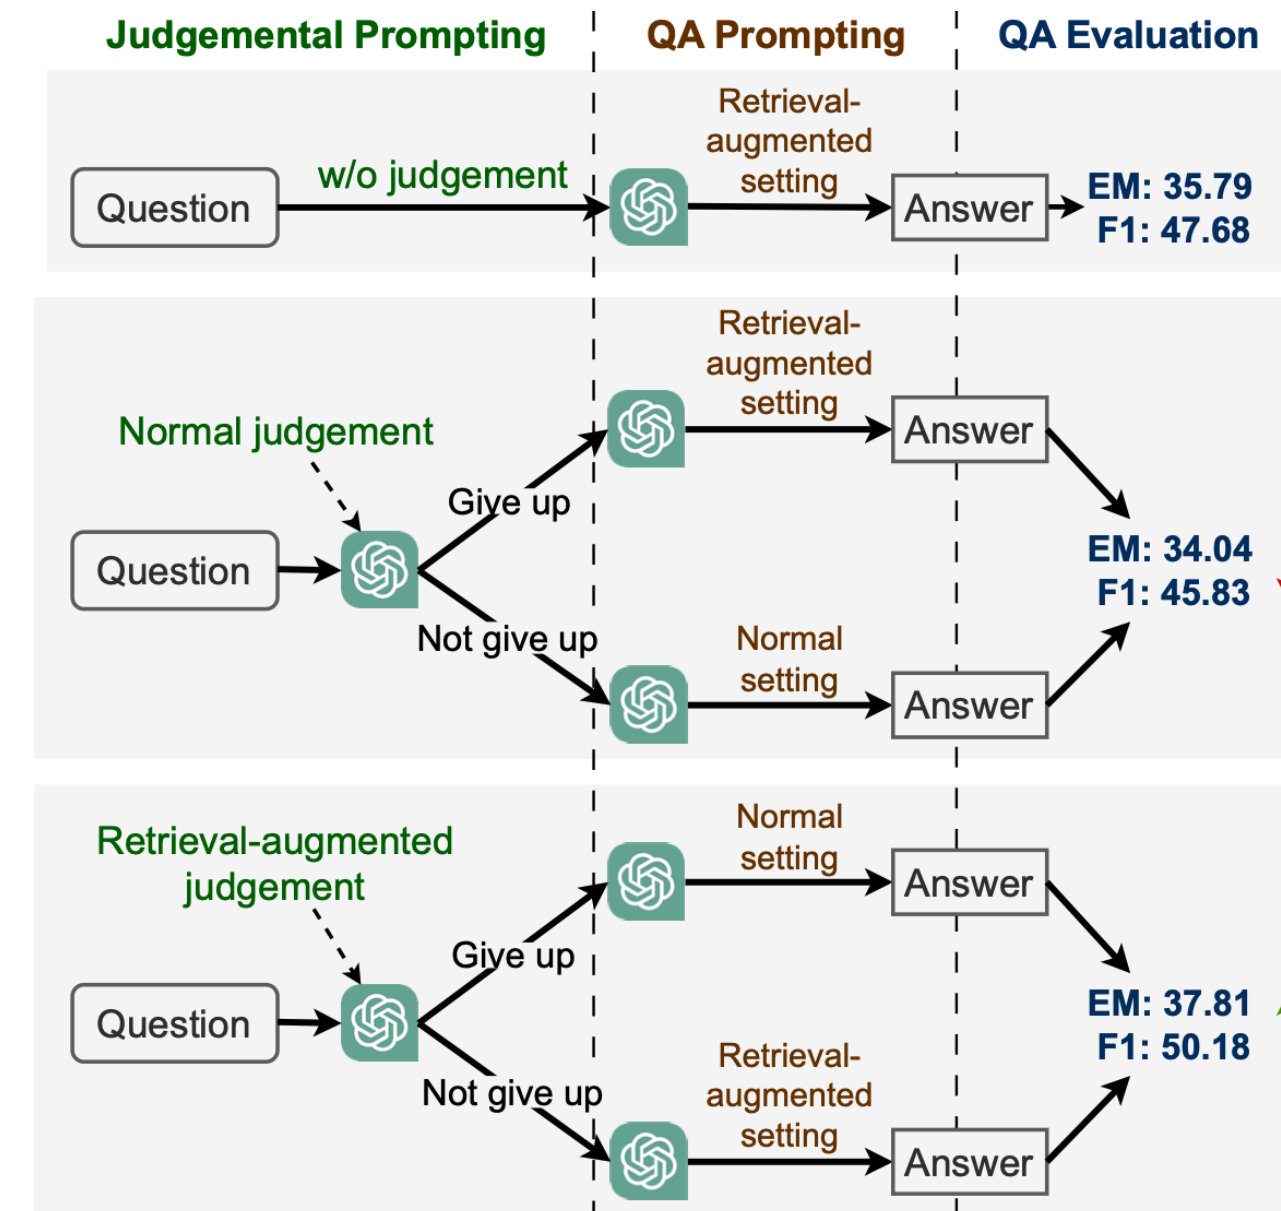 Judgemental Prompting
QA Prompting
QA Evaluation
Retrieval-
augmented
setting
w/o judgement
Question
Answer
EM: 35.79
F1: 47.68
Retrieval-
augmented
setting
Normal judgement
Answer
Give up
Question
EM: 34.04
F1: 45.83
Not give up
Normal
setting
Answer
Normal
setting
Retrieval-augmented
judgement
Answer
Give up
Question
EM: 37.81
F1: 50.18
Not give up
Retrieval-
augmented
setting
Answer